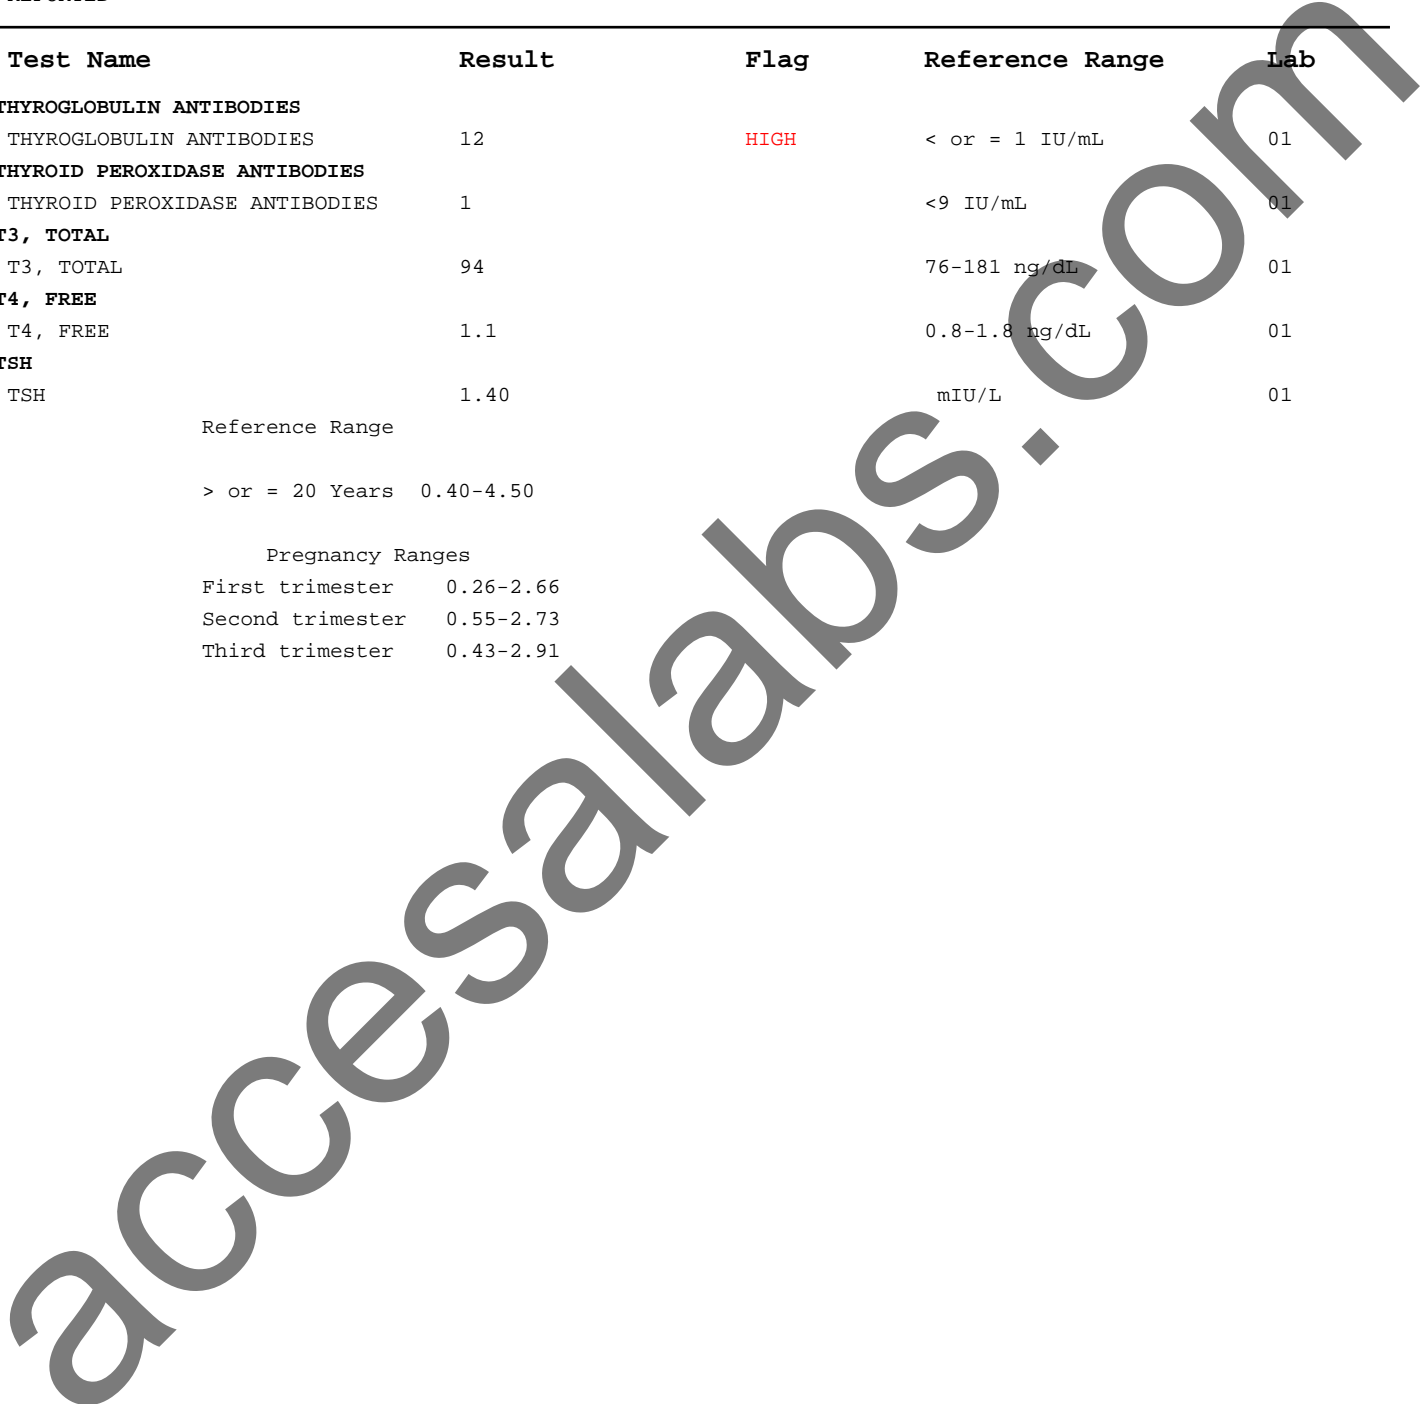 Test Name Result Flag Reference Range Lab
THYROGLOBULIN ANTIBODIES
THYROGLOBULIN ANTIBODIES 12 HIGH < or = 1 IU/mL 01
THYROID PEROXIDASE ANTIBODIES
THYROID PEROXIDASE ANTIBODIES 1 <9 IU/mL 01
T3, TOTAL
T3, TOTAL 94 76-181 ng/dL 01
T4, FREE
T4, FREE 1.1 0.8-1.8 ng/dL 01
TSH
TSH 1.40 mIU/L 01
Reference Range
> or = 20 Years 0.40-4.50
Pregnancy Ranges
First trimester 0.26-2.66
Second trimester 0.55-2.73
Third trimester 0.43-2.91
accesalabs.com